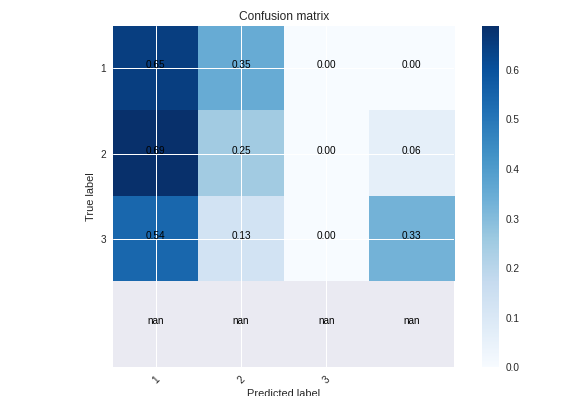 Confusion matrix
1 0.65 0.35 0.00 0.00
2 0.69 0.25 0.00 0.06
3 0.54 0.13 0.00 0.33
nan nan nan nan
1 2 3
True label
Predicted label
0.6
0.5
0.4
0.3
0.2
0.1
0.0